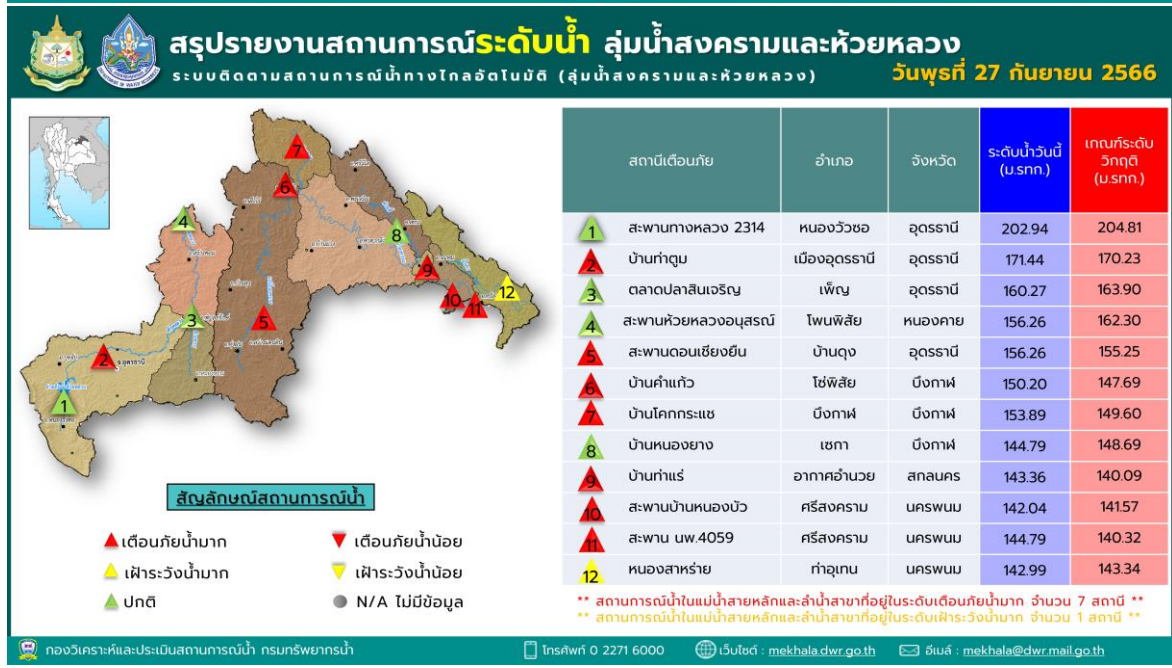 สรุปรายงานสถานการณ์ระดับน้ำ ลุ่มน้ำสงครามและห้วยหลวง
ระบบติดตามสถานการณ์น้ำทางไกลอัตโนมัติ (ลุ่มน้ำสงครามและห้วยหลวง)
วันพุธที่ 27 กันยายน 2566
7
6
4
8
9
10
11
12
3
5
2
1
สัญลักษณ์สถานการณ์น้ำ
เตือนภัยน้ำมาก เตือนภัยน้ำน้อย
เฝ้าระวังน้ำมาก เฝ้าระวังน้ำน้อย
ปกติ N/A ไม่มีข้อมูล
สถานีเตือนภัย อำเภอ จังหวัด ระดับน้ำวันนี้ (ม.รทก.) เกณฑ์ระดับวิกฤติ (ม.รทก.)
1 สะพานทางหลวง 2314 หนองวัวซอ อุดรธานี 202.94 204.81
2 บ้านท่าตูม เมืองอุดรธานี อุดรธานี 171.44 170.23
3 ตลาดปลาสินเจริญ เพ็ญ อุดรธานี 160.27 163.90
4 สะพานห้วยหลวงอนุสรณ์ โพนพิสัย หนองคาย 156.26 162.30
5 สะพานดอนเชียงยืน บ้านดุง อุดรธานี 156.26 155.25
6 บ้านคำแก้ว โซ่พิสัย บึงกาฬ 150.20 147.69
7 บ้านโคกกระแซ บึงกาฬ บึงกาฬ 153.89 149.60
8 บ้านหนองยาง เซกา บึงกาฬ 144.79 148.69
9 บ้านท่าแร่ อากาศอำนวย สกลนคร 143.36 140.09
10 สะพานบ้านหนองบัว ศรีสงคราม นครพนม 142.04 141.57
11 สะพาน นพ.4059 ศรีสงคราม นครพนม 144.79 140.32
12 หนองสาหร่าย ท่าอุเทน นครพนม 142.99 143.34
** สถานการณ์น้ำในแม่น้ำสายหลักและลำน้ำสาขาที่อยู่ในระดับเตือนภัยน้ำมาก จำนวน 7 สถานี **
** สถานการณ์น้ำในแม่น้ำสายหลักและลำน้ำสาขาที่อยู่ในระดับเฝ้าระวังน้ำมาก จำนวน 1 สถานี **
กองวิเคราะห์และประเมินสถานการณ์น้ำ กรมทรัพยากรน้ำ โทรศัพท์ 0 2271 6000 เว็บไซต์ : mekhala.dwr.go.th อีเมล์ : mekhala@dwr.mail.go.th